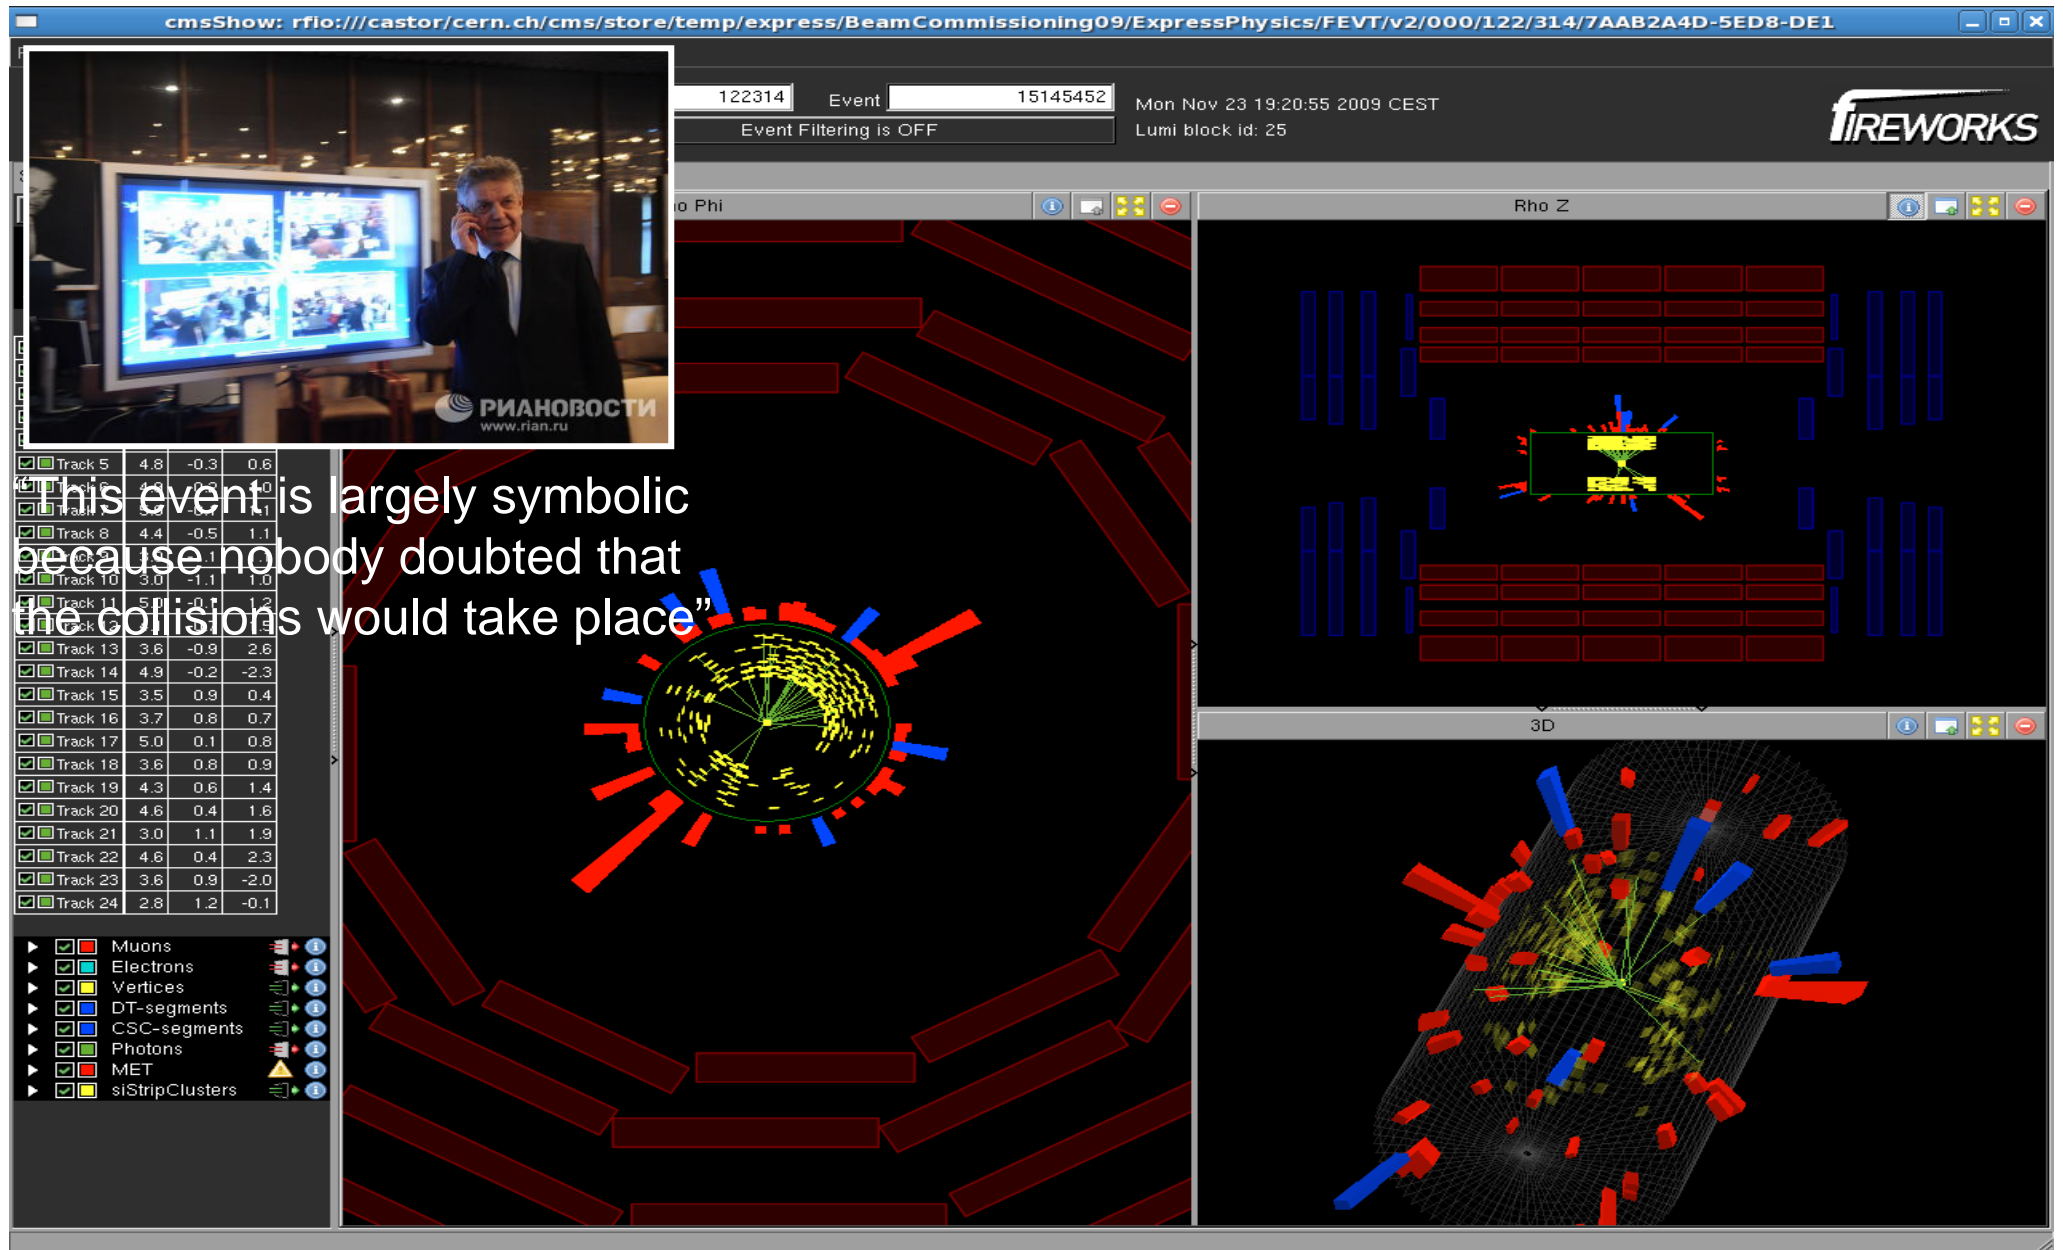 cmsShow: rfio:///castor/cern.ch/cms/store/temp/express/BeamCommissioning09/ExpressPhysics/FEVT/v2/000/122/314/7AAB2A4D-5ED8-DE1
122314 Event 15145452 Mon Nov 23 19:20:55 2009 CEST
Event Filtering is OFF Lumi block id: 25
FIREWORKS
Phi
Rho Z
РИАНОВОСТИ
www.rian.ru
Track 5 4.8 -0.3 0.6
“This event is largely symbolic
because nobody doubted that
the collisions would take place”
Track 8 4.4 -0.5 1.1
Track 10 3.0 -1.1 1.0
Track 11 5.0 -0.1 1.2
Track 13 3.6 -0.9 2.6
Track 14 4.9 -0.2 -2.3
Track 15 3.5 0.9 0.4
Track 16 3.7 0.8 0.7
Track 17 5.0 0.1 0.8
Track 18 3.6 0.8 0.9
Track 19 4.3 0.6 1.4
Track 20 4.6 0.4 1.6
Track 21 3.0 1.1 1.9
Track 22 4.6 0.4 2.3
Track 23 3.6 0.9 -2.0
Track 24 2.8 1.2 -0.1
3D
Muons
Electrons
Vertices
DT-segments
CSC-segments
Photons
MET
siStripClusters